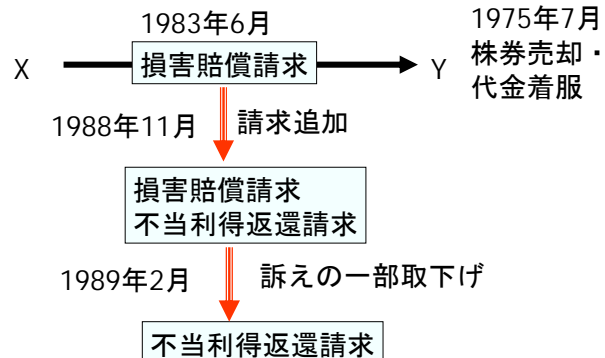 1983年6月
1975年7月
株券売却・
代金着服
X
損害賠償請求
Y
1988年11月
請求追加
損害賠償請求
不当利得返還請求
1989年2月
訴えの一部取下げ
不当利得返還請求